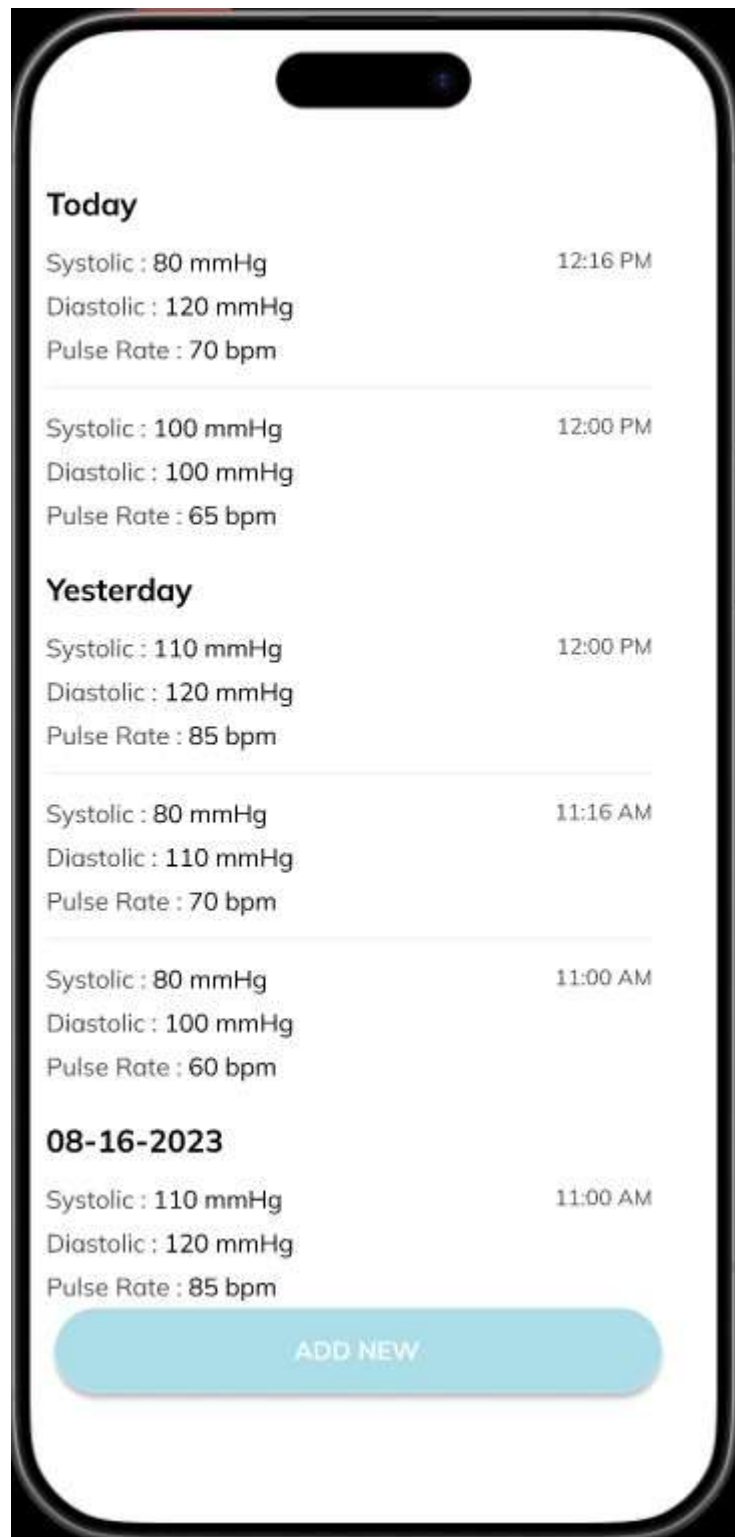 Today
Systolic : 80 mmHg 12:16 PM
Diastolic : 120 mmHg
Pulse Rate : 70 bpm
Systolic : 100 mmHg 12:00 PM
Diastolic : 100 mmHg
Pulse Rate : 65 bpm
Yesterday
Systolic : 110 mmHg 12:00 PM
Diastolic : 120 mmHg
Pulse Rate : 85 bpm
Systolic : 80 mmHg 11:16 AM
Diastolic : 110 mmHg
Pulse Rate : 70 bpm
Systolic : 80 mmHg 11:00 AM
Diastolic : 100 mmHg
Pulse Rate : 60 bpm
08-16-2023
Systolic : 110 mmHg 11:00 AM
Diastolic : 120 mmHg
Pulse Rate : 85 bpm
ADD NEW